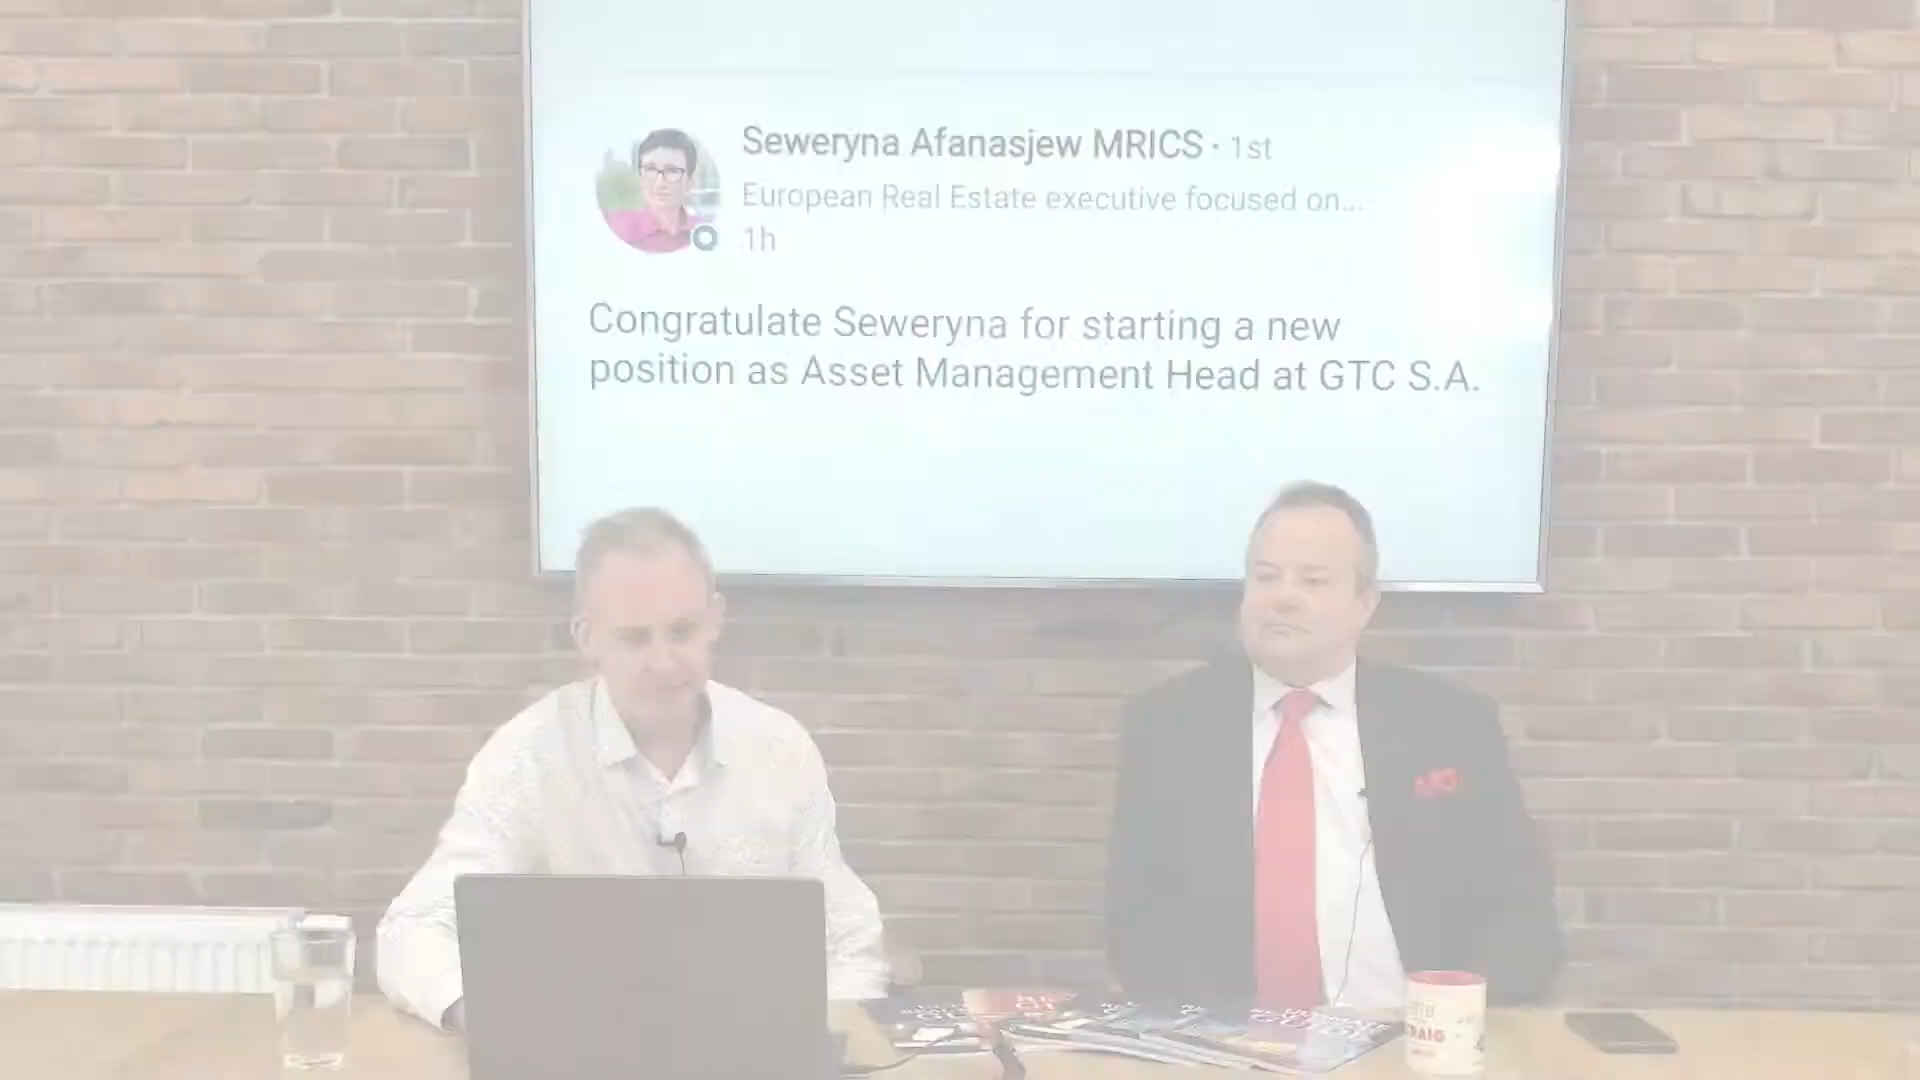 Seweryna Afanasjew MRICS · 1st
European Real Estate executive focused on...
1h
Congratulate Seweryna for starting a new
position as Asset Management Head at GTC S.A.
CRAIG